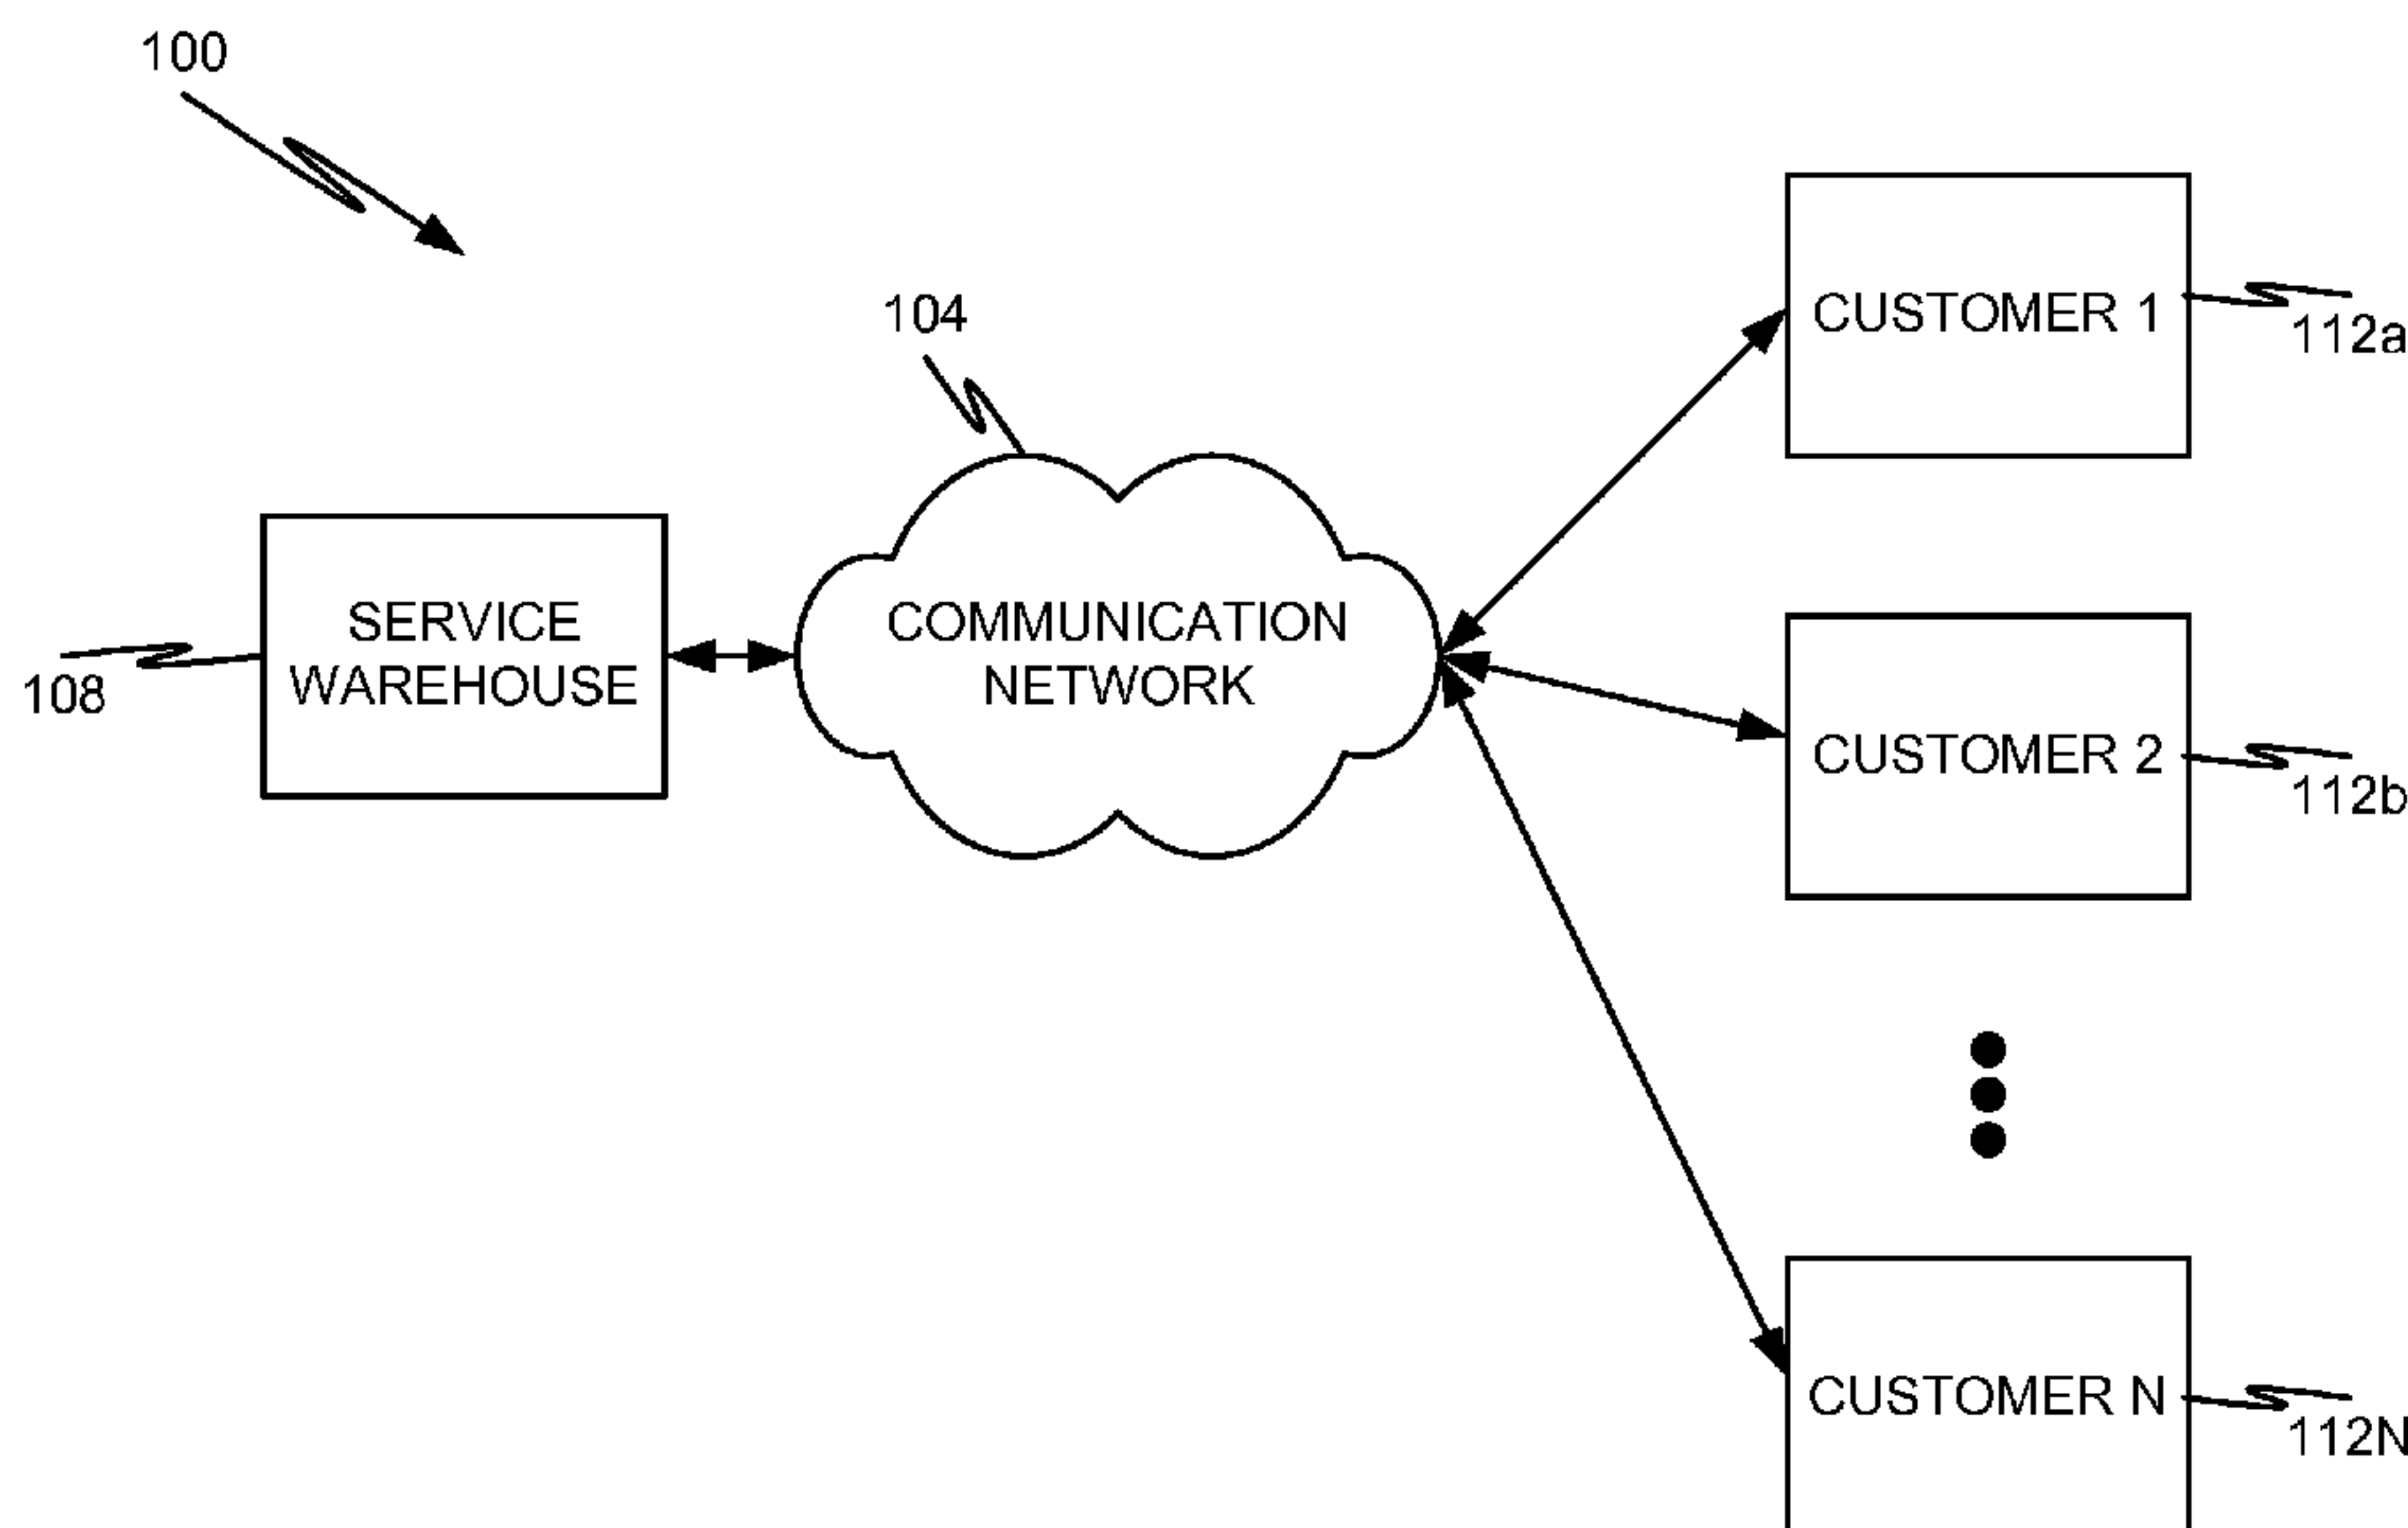 100
104
CUSTOMER 1
112a
SERVICE
WAREHOUSE
108
COMMUNICATION
NETWORK
CUSTOMER 2
112b
CUSTOMER N
112N